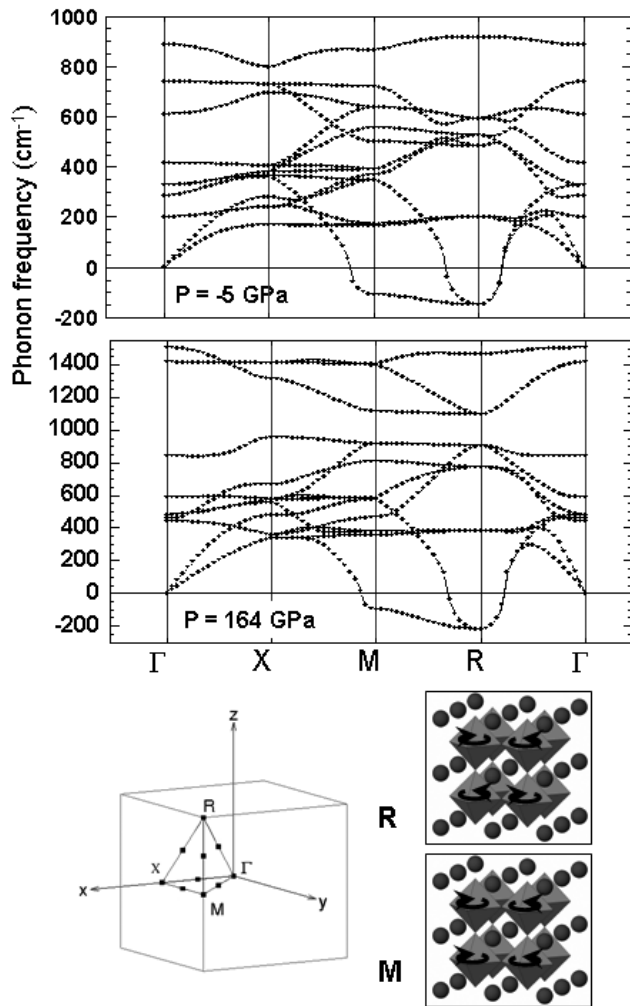 Phonon frequency (cm-1)
1000
800
600
400
200
0
-200
P = -5 GPa
1400
1200
1000
800
600
400
200
0
-200
P = 164 GPa
Γ X M R Γ
z
R
X
Γ
x
M
y
R
M